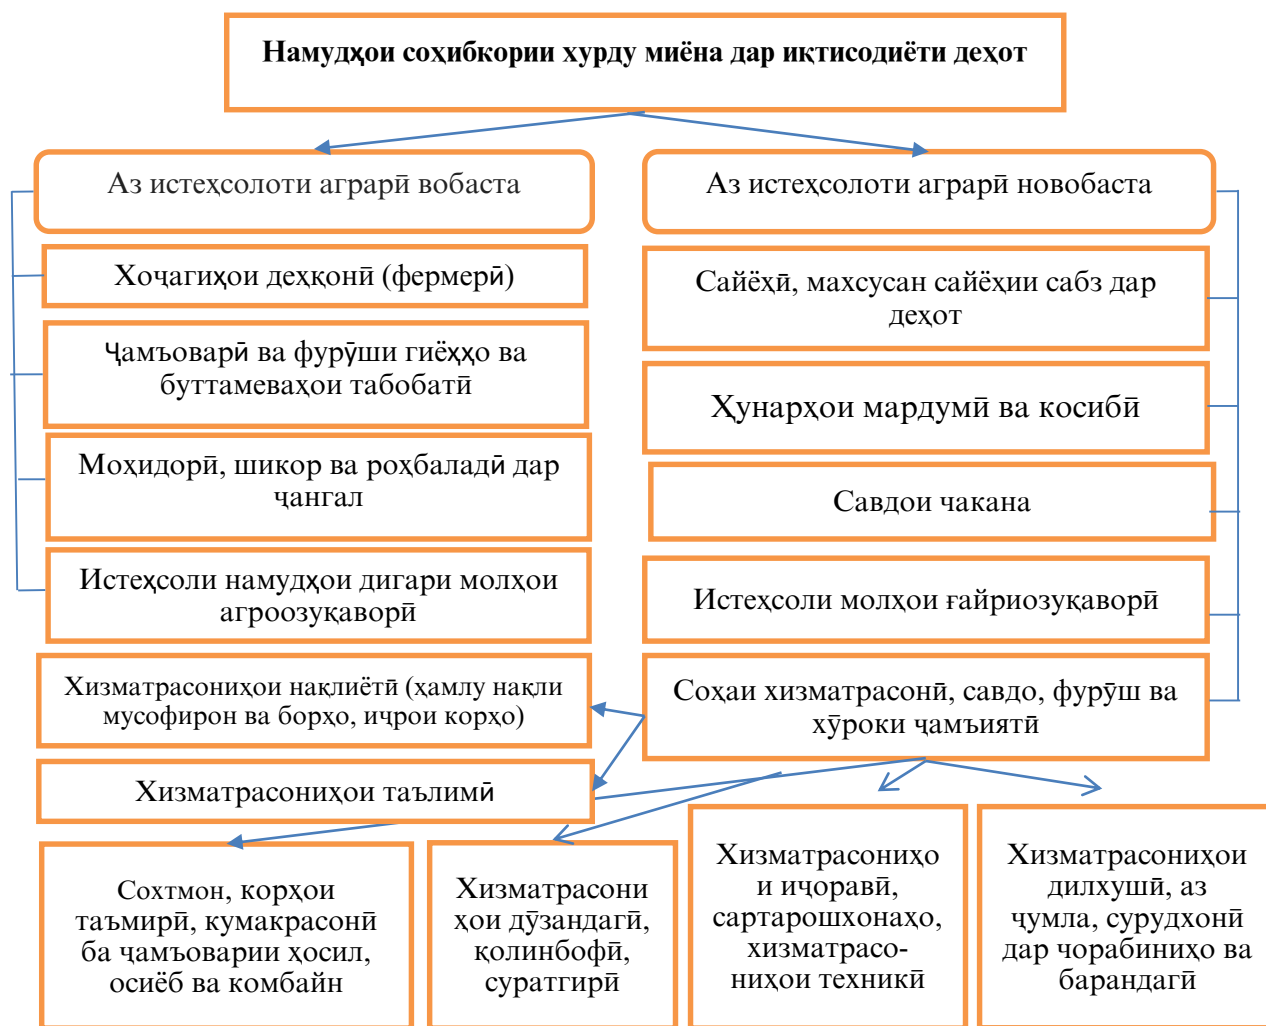 Намудҳои соҳибкории хурду миёна дар иқтисодиёти деҳот
Аз истеҳсолоти аграрӣ вобаста
Аз истеҳсолоти аграрӣ новобаста
Хоҷагиҳои деҳқонӣ (фермерӣ)
Ҷамъоварӣ ва фурӯши гиёҳҳо ва
буттамеваҳои табобатӣ
Моҳидорӣ, шикор ва роҳбаладӣ дар
ҷангал
Истеҳсоли намудҳои дигари молҳои
агроозуқаворӣ
Хизматрасониҳои нақлиётӣ (ҳамлу нақли
мусофирон ва борҳо, иҷрои корҳо)
Хизматрасониҳои таълимӣ
Сайёҳӣ, махсусан сайёҳии сабз дар
деҳот
Ҳунарҳои мардумӣ ва косибӣ
Савдои чакана
Истеҳсоли молҳои ғайриозуқаворӣ
Соҳаи хизматрасонӣ, савдо, фурӯш ва
хӯроки ҷамъиятӣ
Сохтмон, корҳои
таъмирӣ, кумакрасонӣ
ба ҷамъоварии ҳосил,
осиёб ва комбайн
Хизматрасони
ҳои дӯзандагӣ,
қолинбофӣ,
суратгирӣ
Хизматрасониҳо
и иҷоравӣ,
сартарошхонаҳо,
хизматрасо-
ниҳои техникӣ
Хизматрасониҳои
дилхушӣ, аз
ҷумла, сурудхонӣ
дар чорабиниҳо ва
барандагӣ